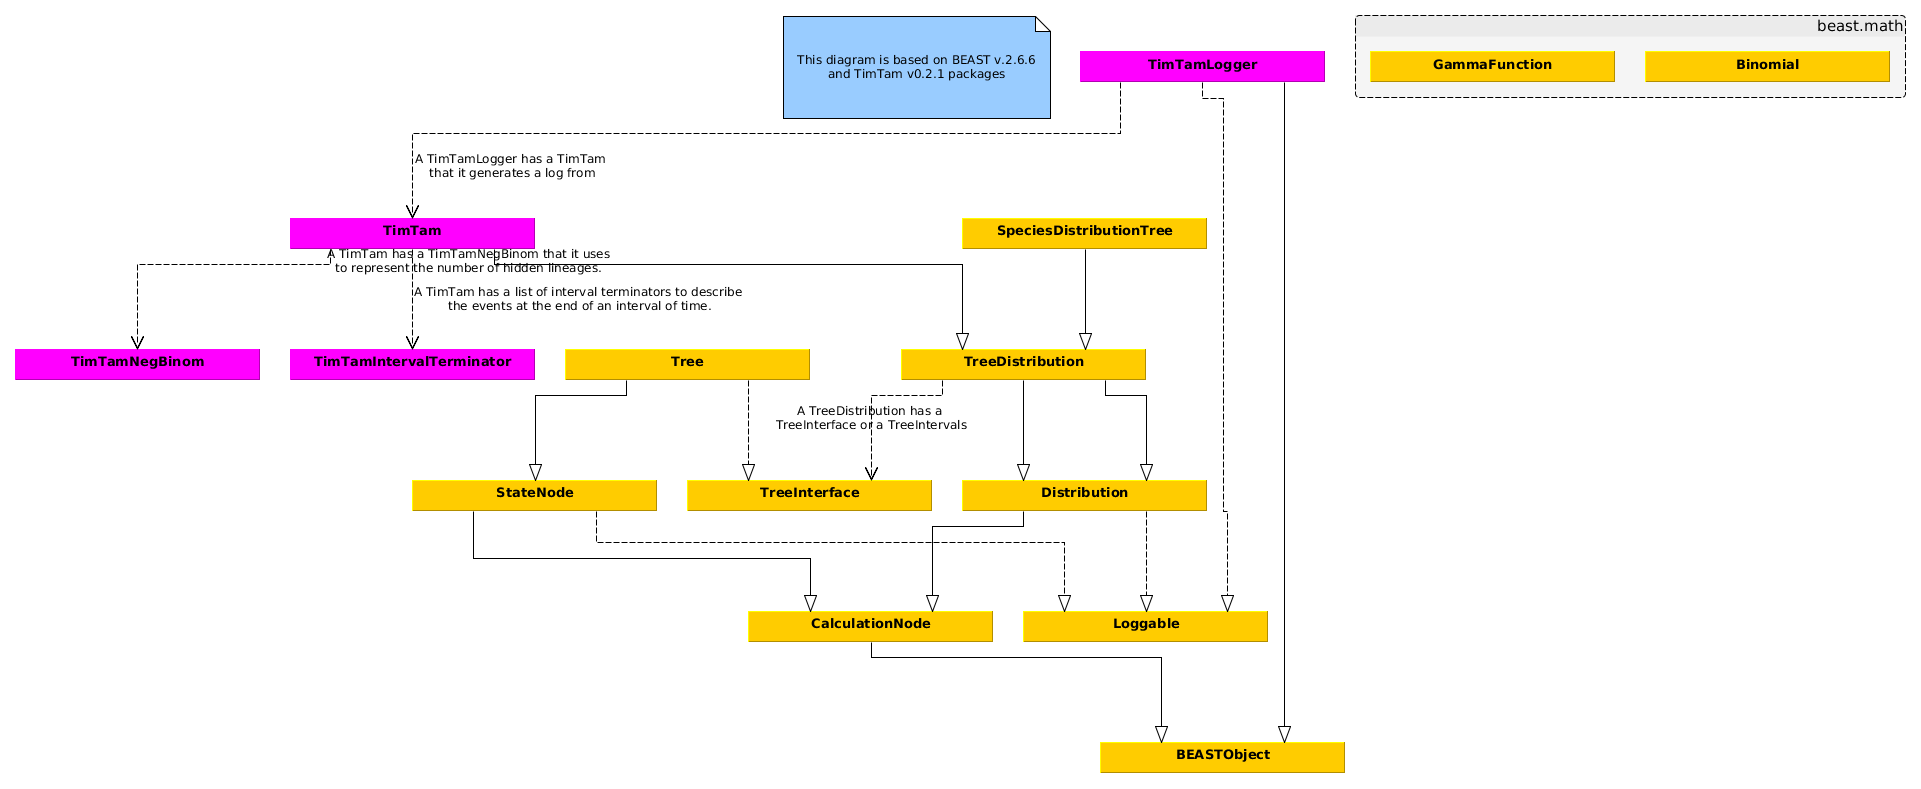 This diagram is based on BEAST v.2.6.6
and TimTam v0.2.1 packages
TimTamLogger
beast.math
GammaFunction
Binomial
A TimTamLogger has a TimTam
that it generates a log from
TimTam
SpeciesDistributionTree
A TimTam has a TimTamNegBinom that it uses
to represent the number of hidden lineages.
A TimTam has a list of interval terminators to describe
the events at the end of an interval of time.
TimTamNegBinom
TimTamIntervalTerminator
Tree
TreeDistribution
A TreeDistribution has a
TreeInterface or a TreeIntervals
StateNode
TreeInterface
Distribution
CalculationNode
Loggable
BEASTObject